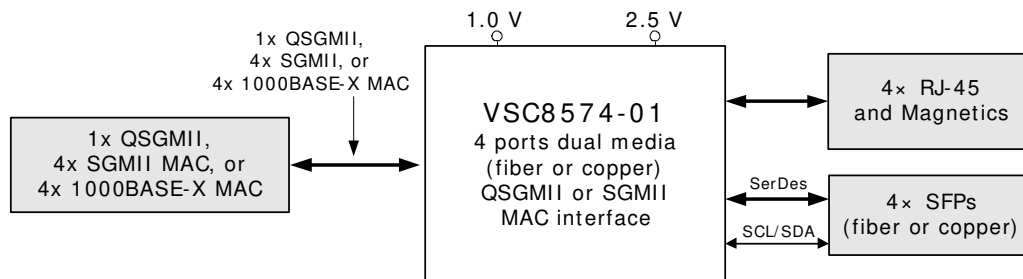 1.0 V
2.5 V
1x QSGMII,
4x SGMII, or
4x 1000BASE-X MAC
1x QSGMII,
4x SGMII MAC, or
4x 1000BASE-X MAC
VSC8574-01
4 ports dual media
(fiber or copper)
QSGMII or SGMII
MAC interface
4× RJ-45
and Magnetics
SerDes
SCL/SDA
4× SFPs
(fiber or copper)